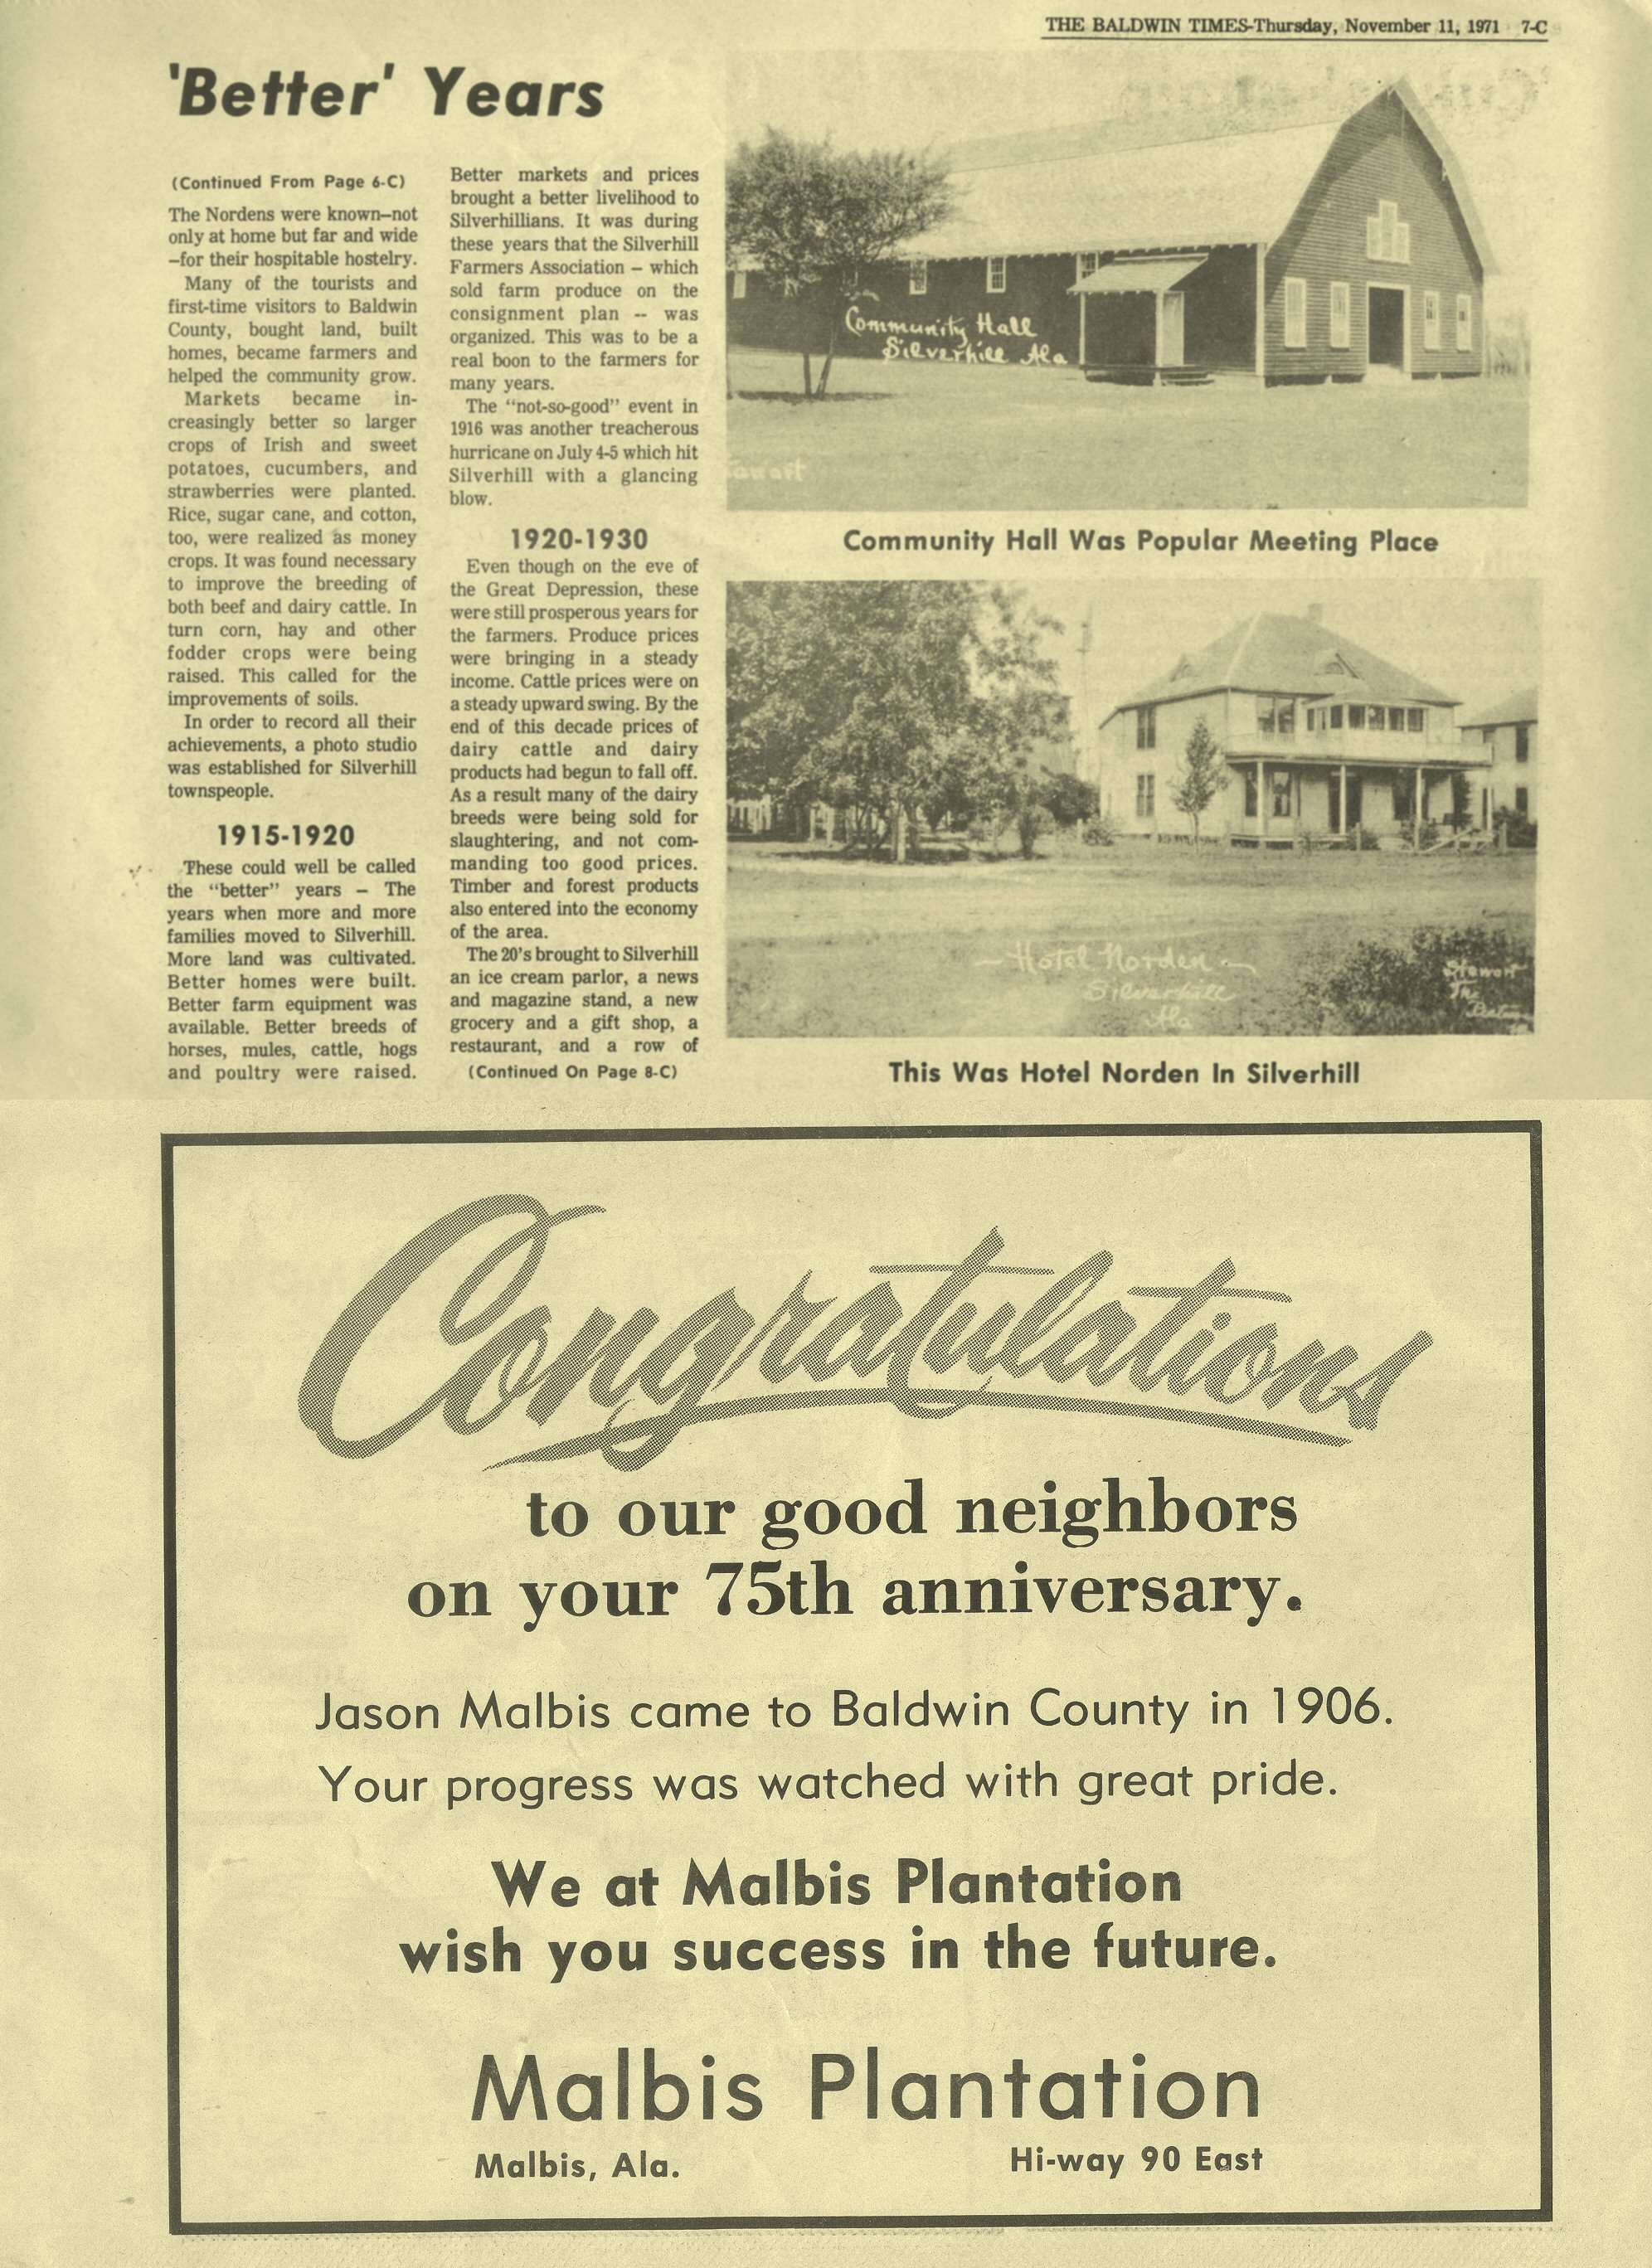 THE BALDWIN TIMES-Thursday, November 11, 1971 7-C
'Better' Years
(Continued From Page 6-C)
The Nordens were known—not
only at home but far and wide
—for their hospitable hostelry.
Many of the tourists and
first-time visitors to Baldwin
County, bought land, built
homes, became farmers and
helped the community grow.
Markets became in-
creasingly better so larger
crops of Irish and sweet
potatoes, cucumbers, and
strawberries were planted.
Rice, sugar cane, and cotton,
too, were realized as money
crops. It was found necessary
to improve the breeding of
both beef and dairy cattle. In
turn corn, hay and other
fodder crops were being
raised. This called for the
improvements of soils.
In order to record all their
achievements, a photo studio
was established for Silverhill
townspeople.
1915-1920
These could well be called
the "better" years — The
years when more and more
families moved to Silverhill.
More land was cultivated.
Better homes were built.
Better farm equipment was
available. Better breeds of
horses, mules, cattle, hogs
and poultry were raised.
Better markets and prices
brought a better livelihood to
Silverhillians. It was during
these years that the Silverhill
Farmers Association — which
sold farm produce on the
consignment plan -- was
organized. This was to be a
real boon to the farmers for
many years.
The "not-so-good" event in
1916 was another treacherous
hurricane on July 4-5 which hit
Silverhill with a glancing
blow.
1920-1930
Even though on the eve of
the Great Depression, these
were still prosperous years for
the farmers. Produce prices
were bringing in a steady
income. Cattle prices were on
a steady upward swing. By the
end of this decade prices of
dairy cattle and dairy
products had begun to fall off.
As a result many of the dairy
breeds were being sold for
slaughtering, and not com-
manding too good prices.
Timber and forest products
also entered into the economy
of the area.
The 20's brought to Silverhill
an ice cream parlor, a news
and magazine stand, a new
grocery and a gift shop, a
restaurant, and a row of
(Continued On Page 8-C)
Community Hall
Silverhill Ala
Community Hall Was Popular Meeting Place
Hotel Norden
Silverhill
Ala
Stewart
This Was Hotel Norden In Silverhill
Congratulations
to our good neighbors
on your 75th anniversary.
Jason Malbis came to Baldwin County in 1906.
Your progress was watched with great pride.
We at Malbis Plantation
wish you success in the future.
Malbis Plantation
Malbis, Ala. Hi-way 90 East